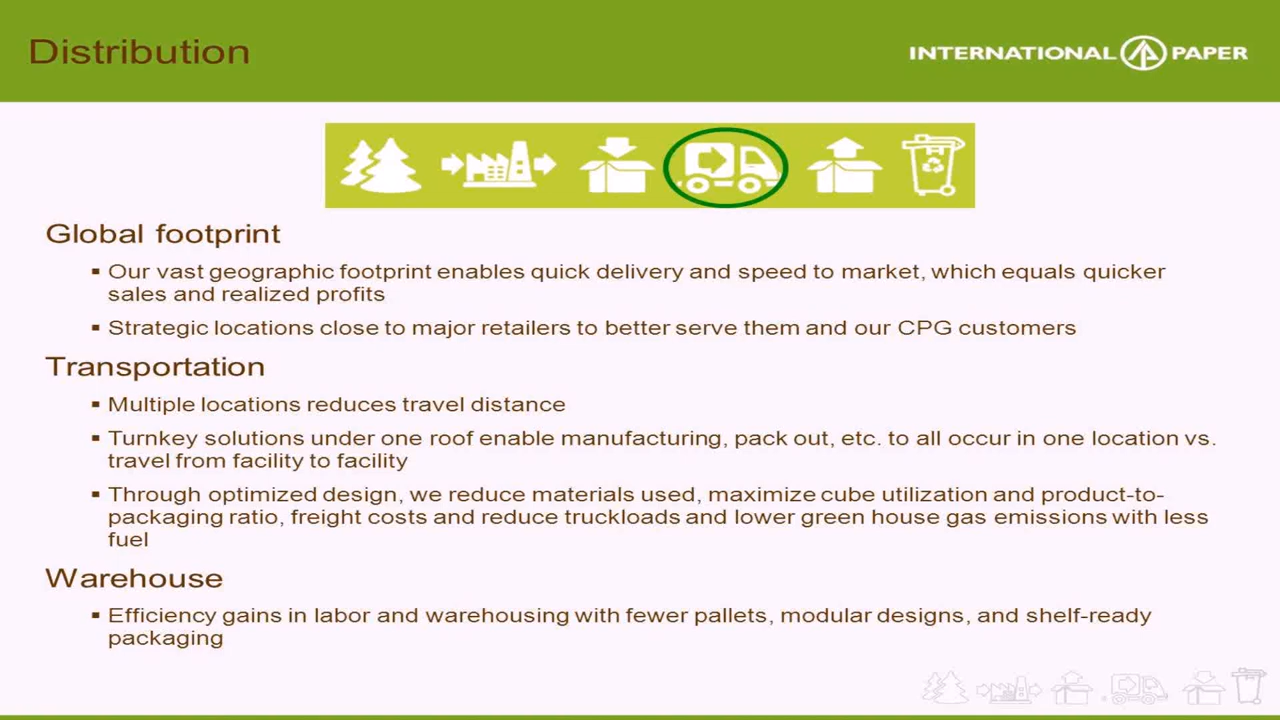 Distribution
INTERNATIONAL PAPER
Global footprint
▪ Our vast geographic footprint enables quick delivery and speed to market, which equals quicker
sales and realized profits
▪ Strategic locations close to major retailers to better serve them and our CPG customers
Transportation
▪ Multiple locations reduces travel distance
▪ Turnkey solutions under one roof enable manufacturing, pack out, etc. to all occur in one location vs.
travel from facility to facility
▪ Through optimized design, we reduce materials used, maximize cube utilization and product-to-
packaging ratio, freight costs and reduce truckloads and lower green house gas emissions with less
fuel
Warehouse
▪ Efficiency gains in labor and warehousing with fewer pallets, modular designs, and shelf-ready
packaging